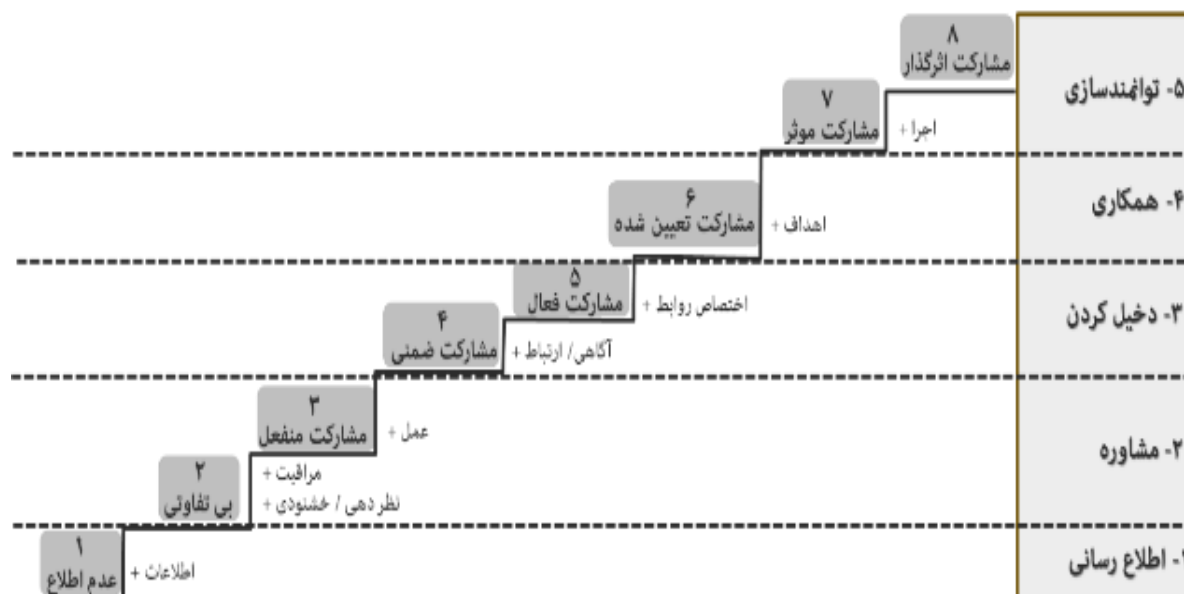 ۸
مشارکت اثرگذار
۵- توانمندسازی
۷
مشارکت موثر
+ اجرا
۴- همکاری
۶
مشارکت تعیین شده
+ اهداف
۳- دخیل کردن
۵
مشارکت فعال
+ اختصاص روابط
۴
مشارکت ضمنی
+ آگاهی/ ارتباط
۲- مشاوره
۳
مشارکت منفعل
+ عمل
۲
بی تفاوتی
+ مراقبت
+ نظر دهی / خشنودی
۱- اطلاع رسانی
۱
عدم اطلاع
+ اطلاعات